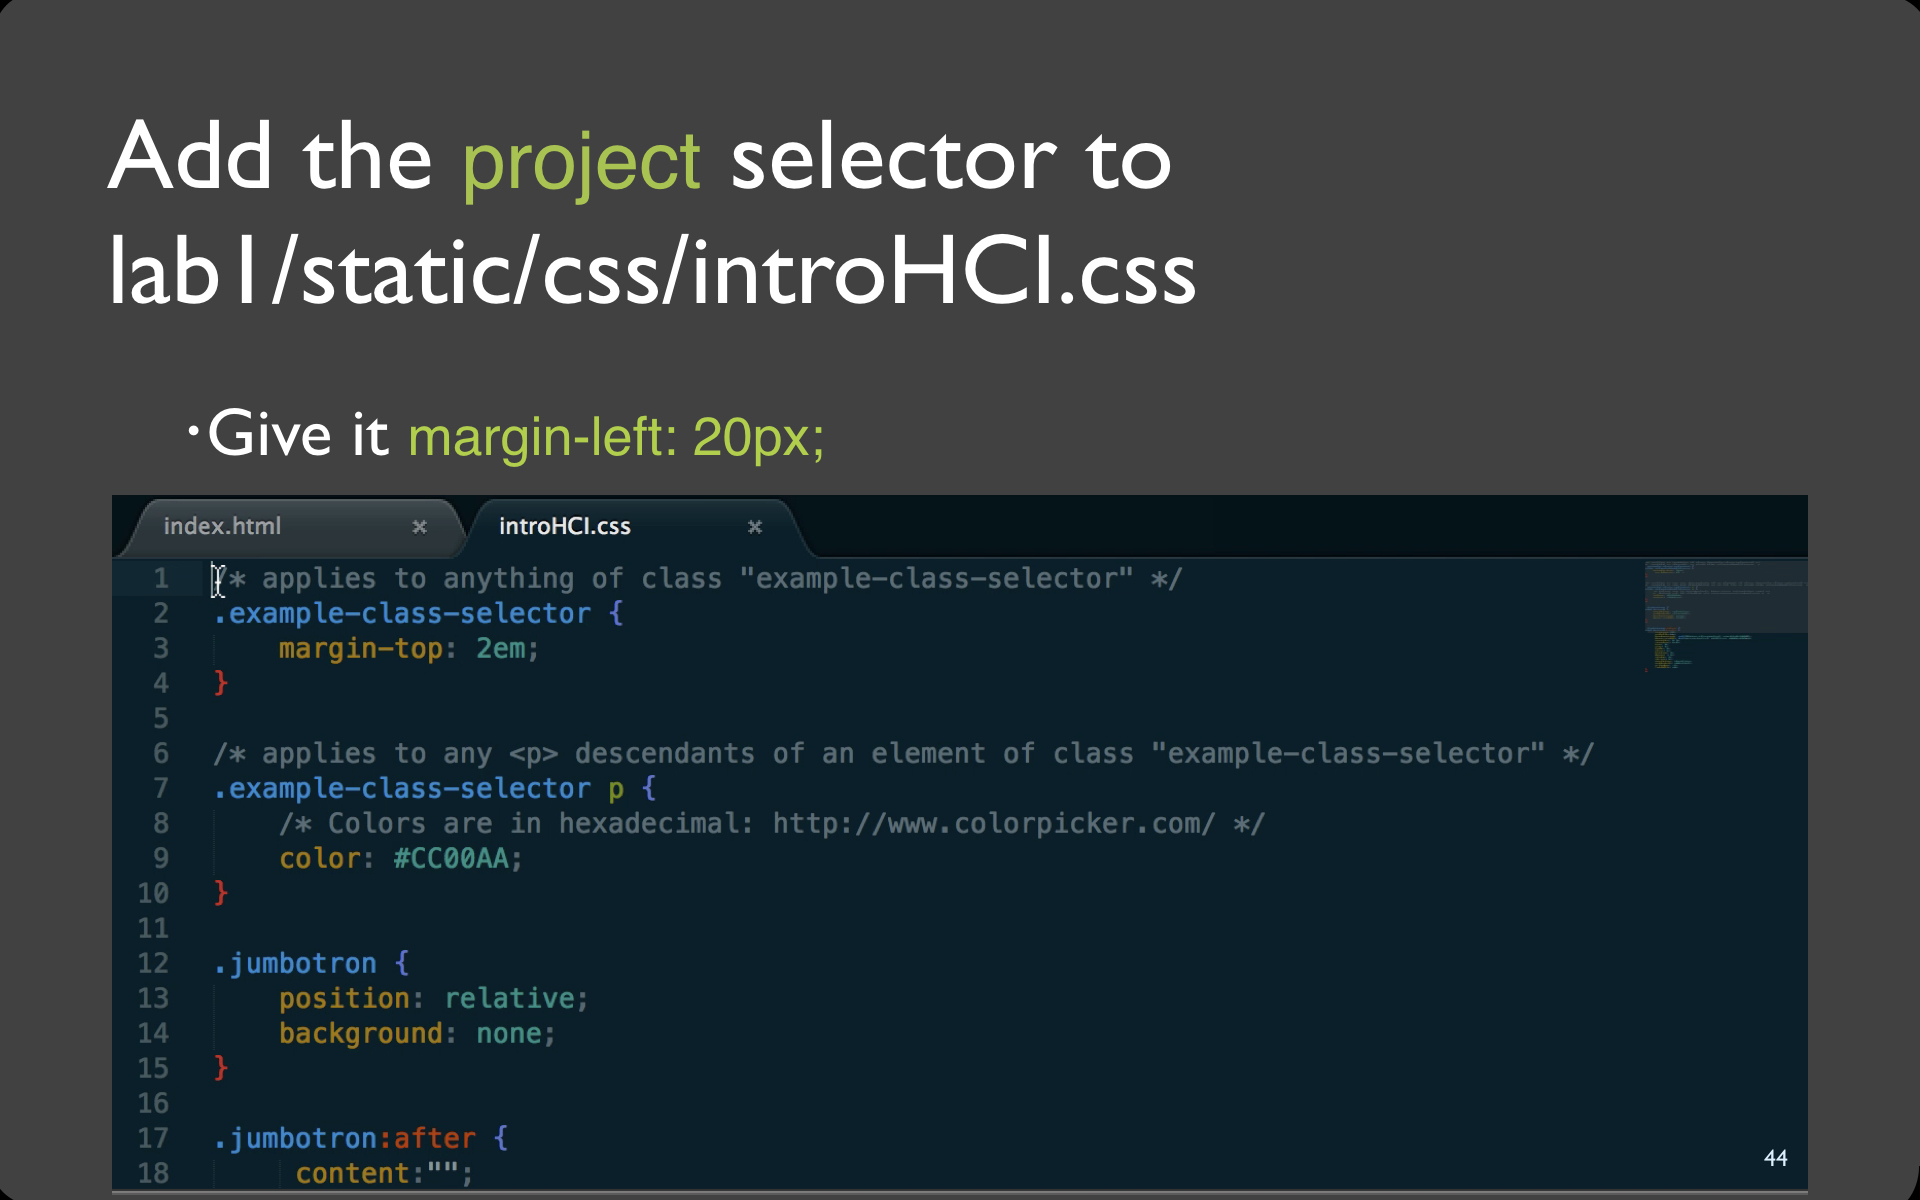 Add the project selector to
lab1/static/css/introHCI.css
•Give it margin-left: 20px;
index.html × introHCI.css ×
1 /* applies to anything of class "example-class-selector" */
2 .example-class-selector {
3 margin-top: 2em;
4 }
5
6 /* applies to any <p> descendants of an element of class "example-class-selector" */
7 .example-class-selector p {
8 /* Colors are in hexadecimal: http://www.colorpicker.com/ */
9 color: #CC00AA;
10 }
11
12 .jumbotron {
13 position: relative;
14 background: none;
15 }
16
17 .jumbotron:after {
18 content:"";
44